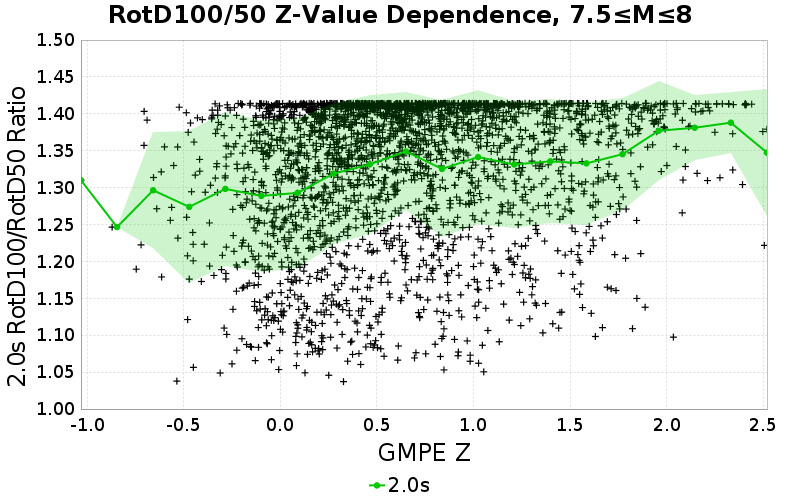 RotD100/50 Z-Value Dependence, 7.5≤M≤8
2.0s RotD100/RotD50 Ratio
1.50
1.45
1.40
1.35
1.30
1.25
1.20
1.15
1.10
1.05
1.00
-1.0 -0.5 0.0 0.5 1.0 1.5 2.0 2.5
GMPE Z
2.0s